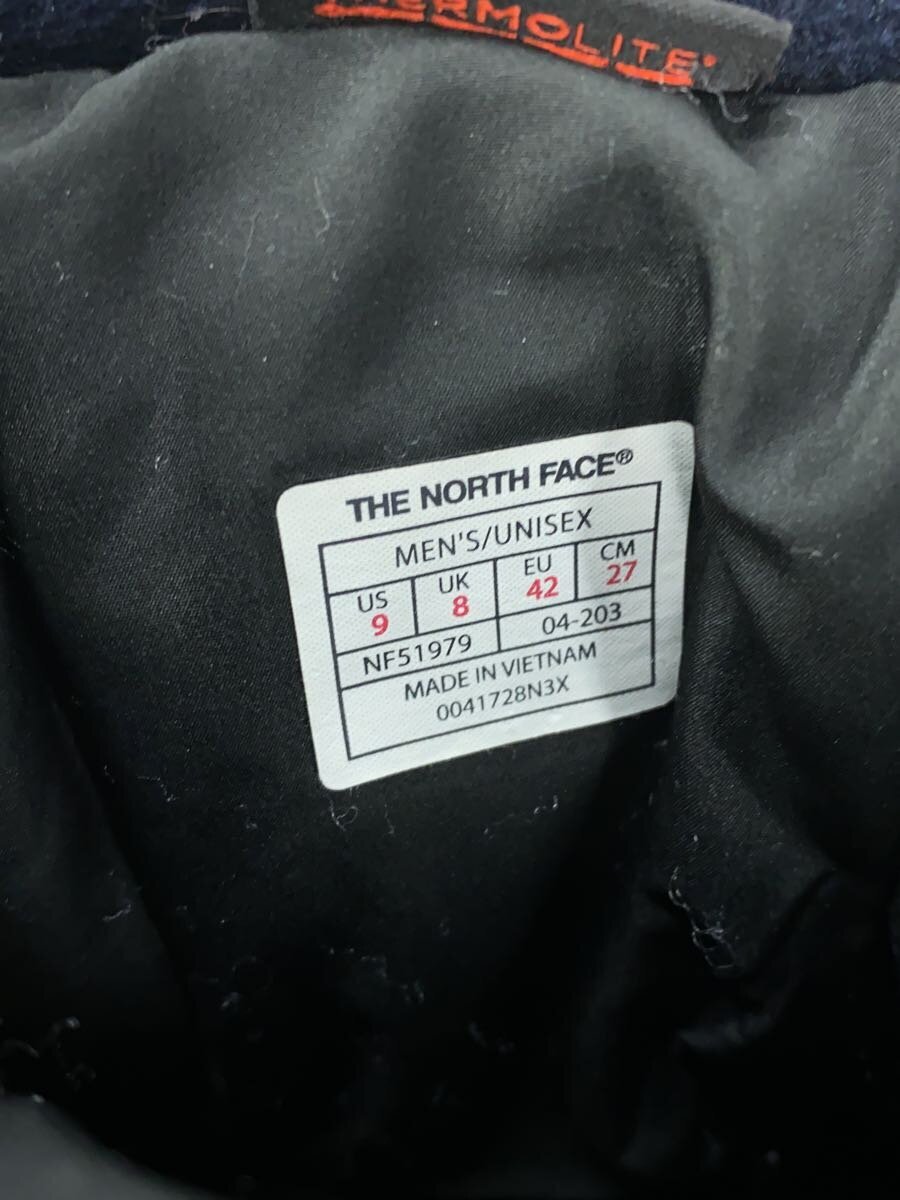 THERMOLITE®
THE NORTH FACE®
MEN'S/UNISEX
US UK EU CM
9 8 42 27
NF51979 04-203
MADE IN VIETNAM
0041728N3X